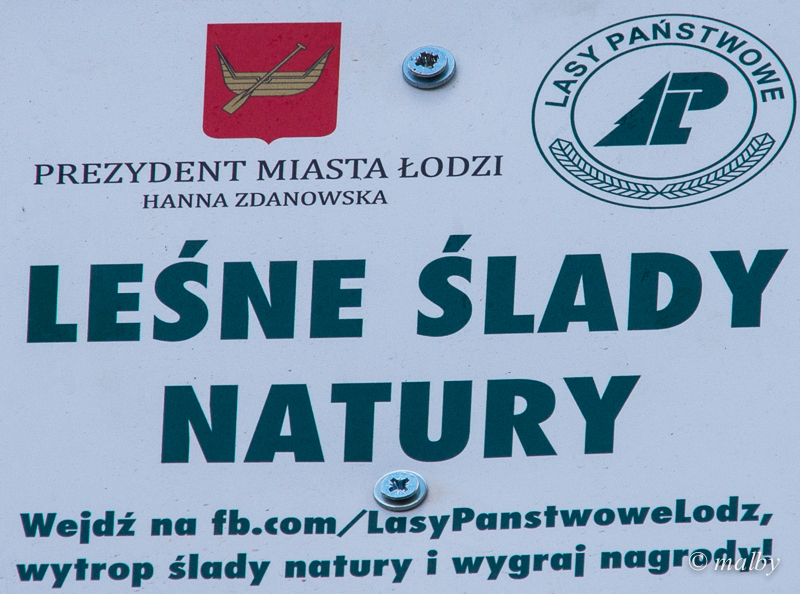 LASY PAŃSTWOWE
PREZYDENT MIASTA ŁODZI
HANNA ZDANOWSKA
LEŚNE ŚLADY
NATURY
Wejdź na fb.com/LasyPanstwoweLodz,
wytrop ślady natury i wygraj nagrody!
© malby